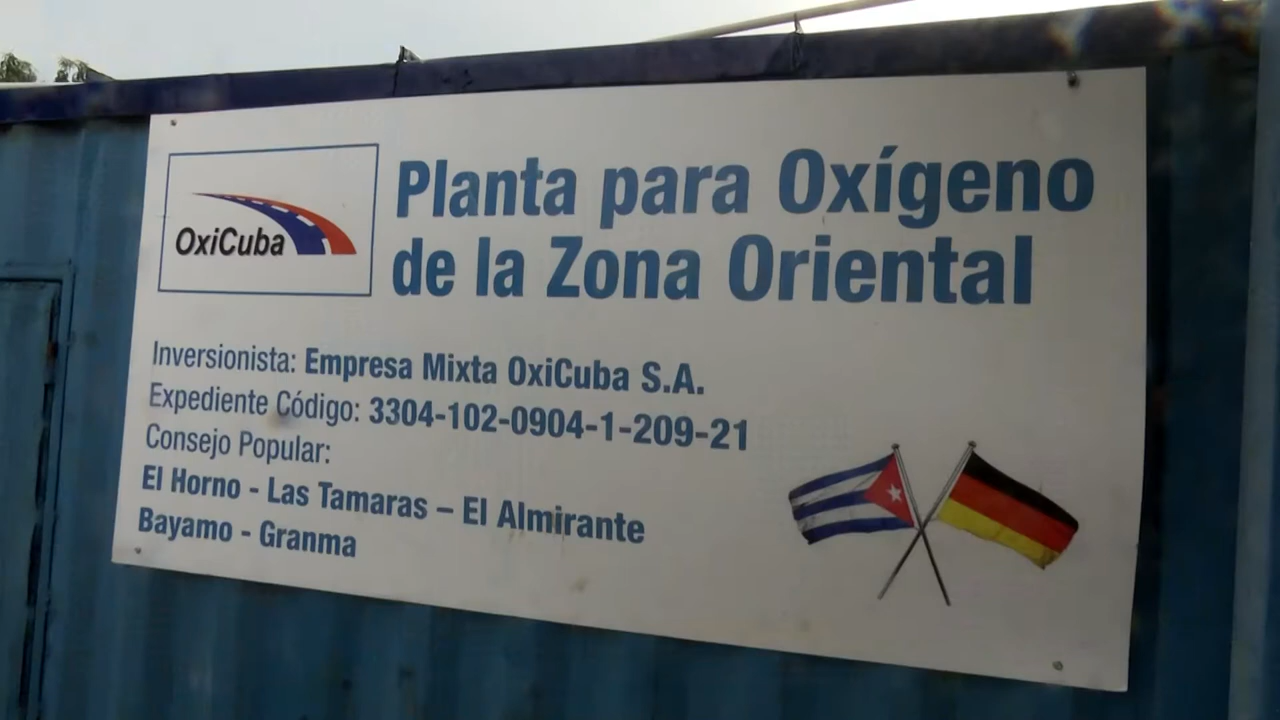 OxiCuba
Planta para Oxígeno
de la Zona Oriental
Inversionista: Empresa Mixta OxiCuba S.A.
Expediente Código: 3304-102-0904-1-209-21
Consejo Popular:
El Horno - Las Tamaras – El Almirante
Bayamo - Granma